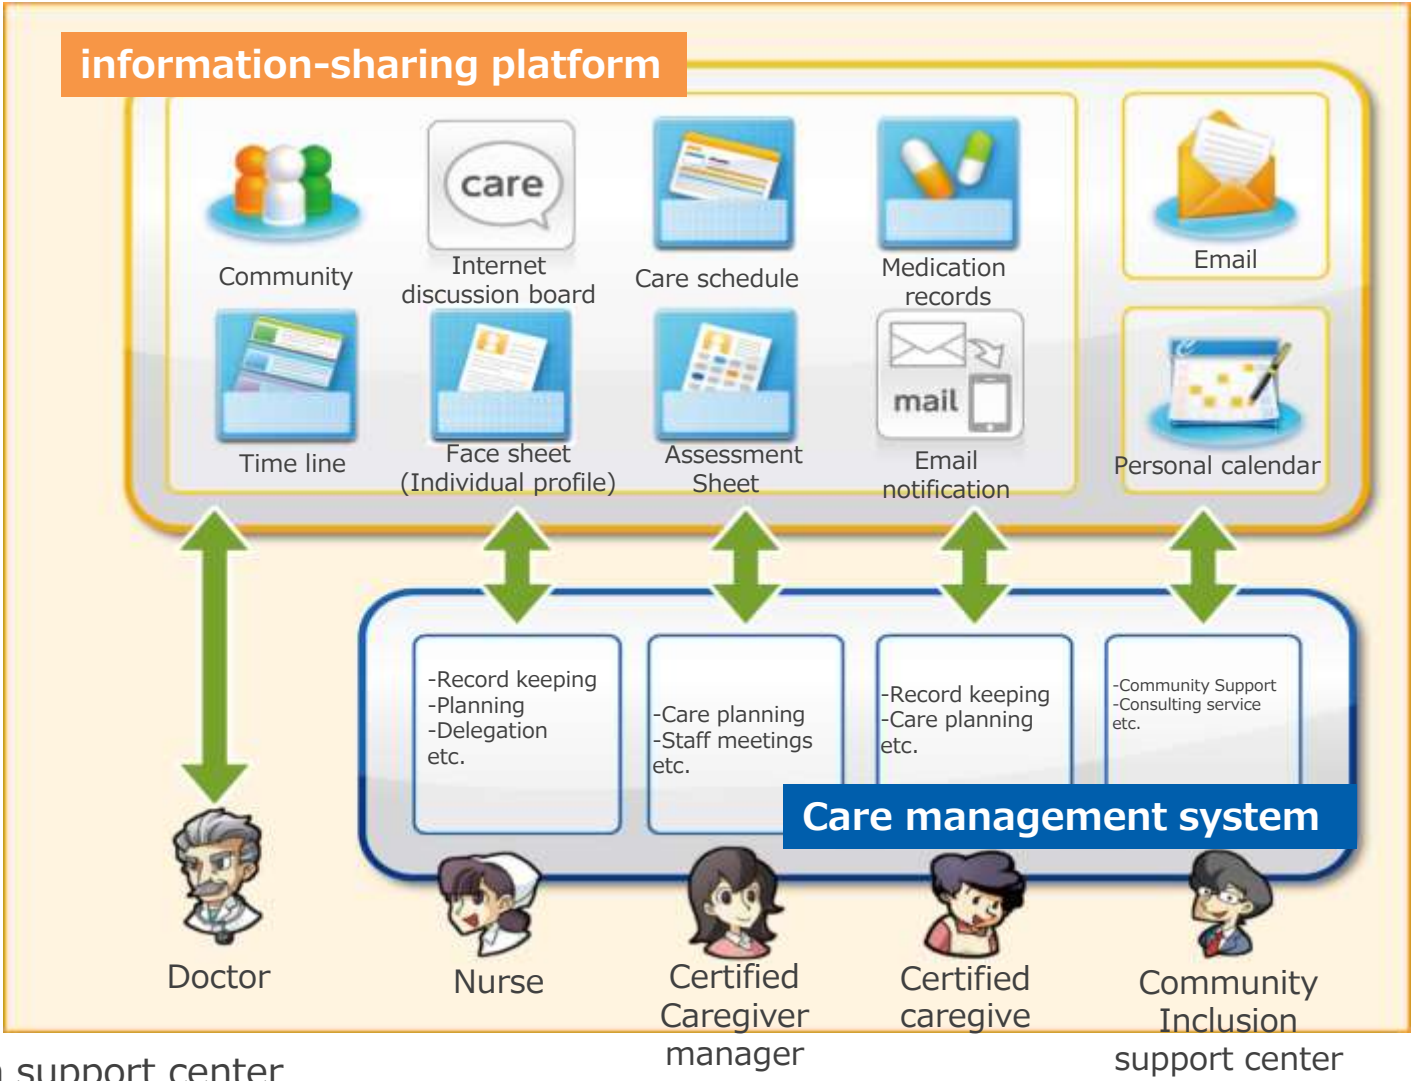 information-sharing platform
care
Community
Internet
discussion board
Care schedule
Medication
records
Email
mail
Time line
Face sheet
(Individual profile)
Assessment
Sheet
Email
notification
Personal calendar
-Record keeping
-Planning
-Delegation
etc.
-Care planning
-Staff meetings
etc.
-Record keeping
-Care planning
etc.
-Community Support
-Consulting service
etc.
Care management system
Doctor
Nurse
Certified
Caregiver
manager
Certified
caregive
Community
Inclusion
support center
support center